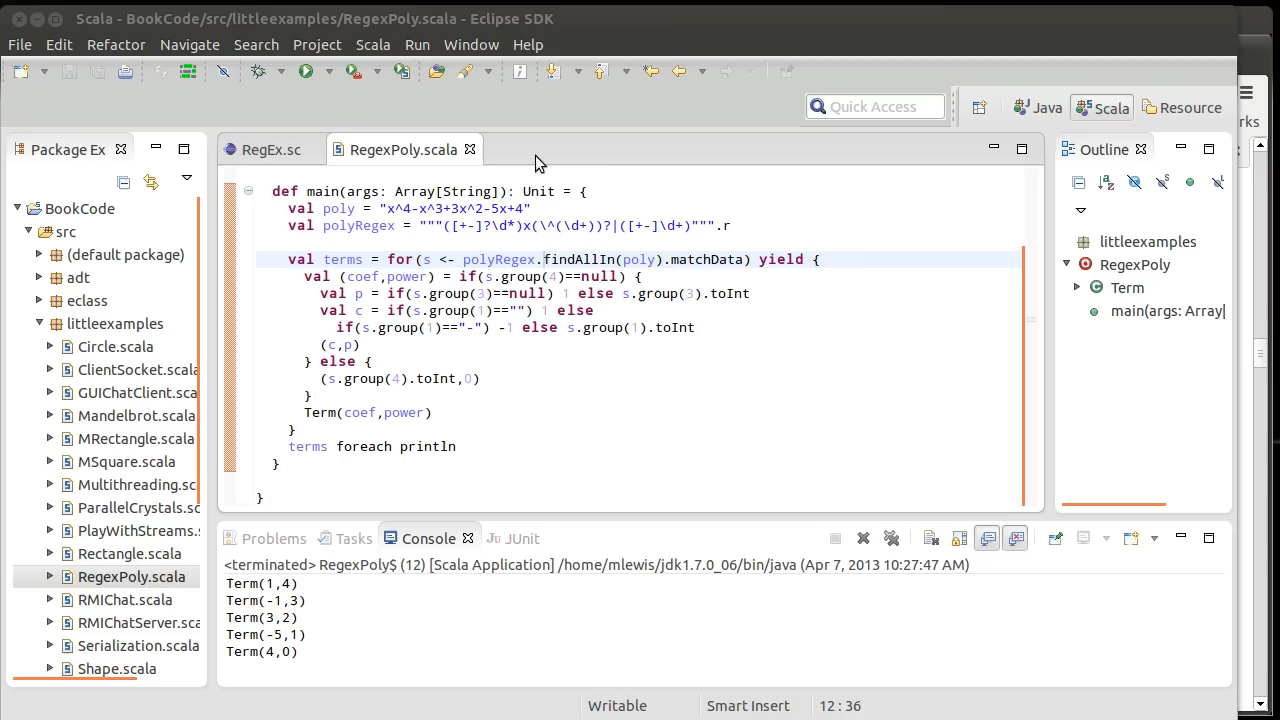 Scala - BookCode/src/littleexamples/RegexPoly.scala - Eclipse SDK
File Edit Refactor Navigate Search Project Scala Run Window Help
Quick Access Java Scala Resource
rks
Package Ex
BookCode
src
(default package)
adt
eclass
littleexamples
Circle.scala
ClientSocket.scala
GUIChatClient.sca
Mandelbrot.scala
MRectangle.scala
MSquare.scala
Multithreading.sc
ParallelCrystals.sc
PlayWithStreams.s
Rectangle.scala
RegexPoly.scala
RMIChat.scala
RMIChatServer.sca
Serialization.scala
Shape.scala
RegEx.sc RegexPoly.scala
def main(args: Array[String]): Unit = {
val poly = "x^4-x^3+3x^2-5x+4"
val polyRegex = """([+-]?\d*)x(\^(\d+))?|([+-]\d+)""".r
val terms = for(s <- polyRegex.findAllIn(poly).matchData) yield {
val (coef,power) = if(s.group(4)==null) {
val p = if(s.group(3)==null) 1 else s.group(3).toInt
val c = if(s.group(1)=="") 1 else
if(s.group(1)=="-") -1 else s.group(1).toInt
(c,p)
} else {
(s.group(4).toInt,0)
}
Term(coef,power)
}
terms foreach println
}
}
Outline
littleexamples
RegexPoly
Term
main(args: Array[
Problems Tasks Console JUnit
<terminated> RegexPoly$ (12) [Scala Application] /home/mlewis/jdk1.7.0_06/bin/java (Apr 7, 2013 10:27:47 AM)
Term(1,4)
Term(-1,3)
Term(3,2)
Term(-5,1)
Term(4,0)
Writable Smart Insert 12 : 36